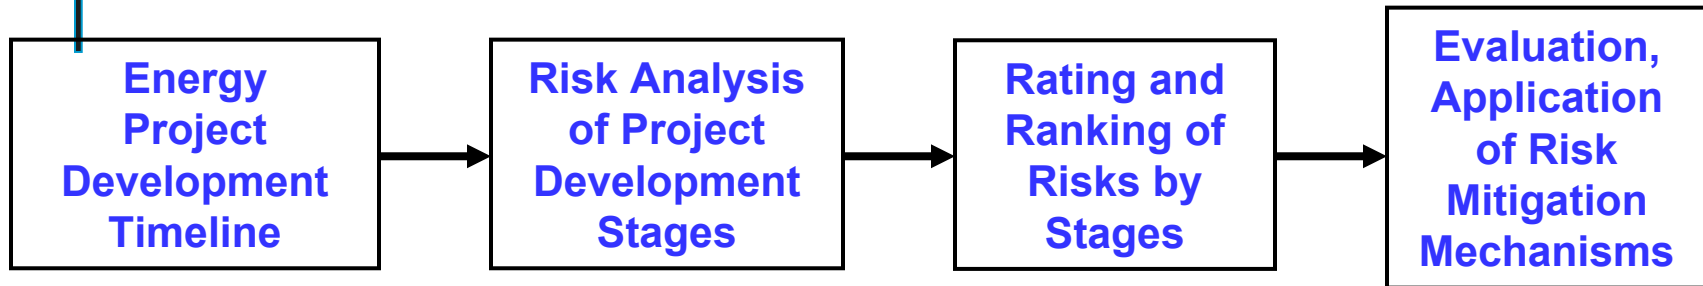 Energy
Project
Development
Timeline
Risk Analysis
of Project
Development
Stages
Rating and
Ranking of
Risks by
Stages
Evaluation,
Application
of Risk
Mitigation
Mechanisms